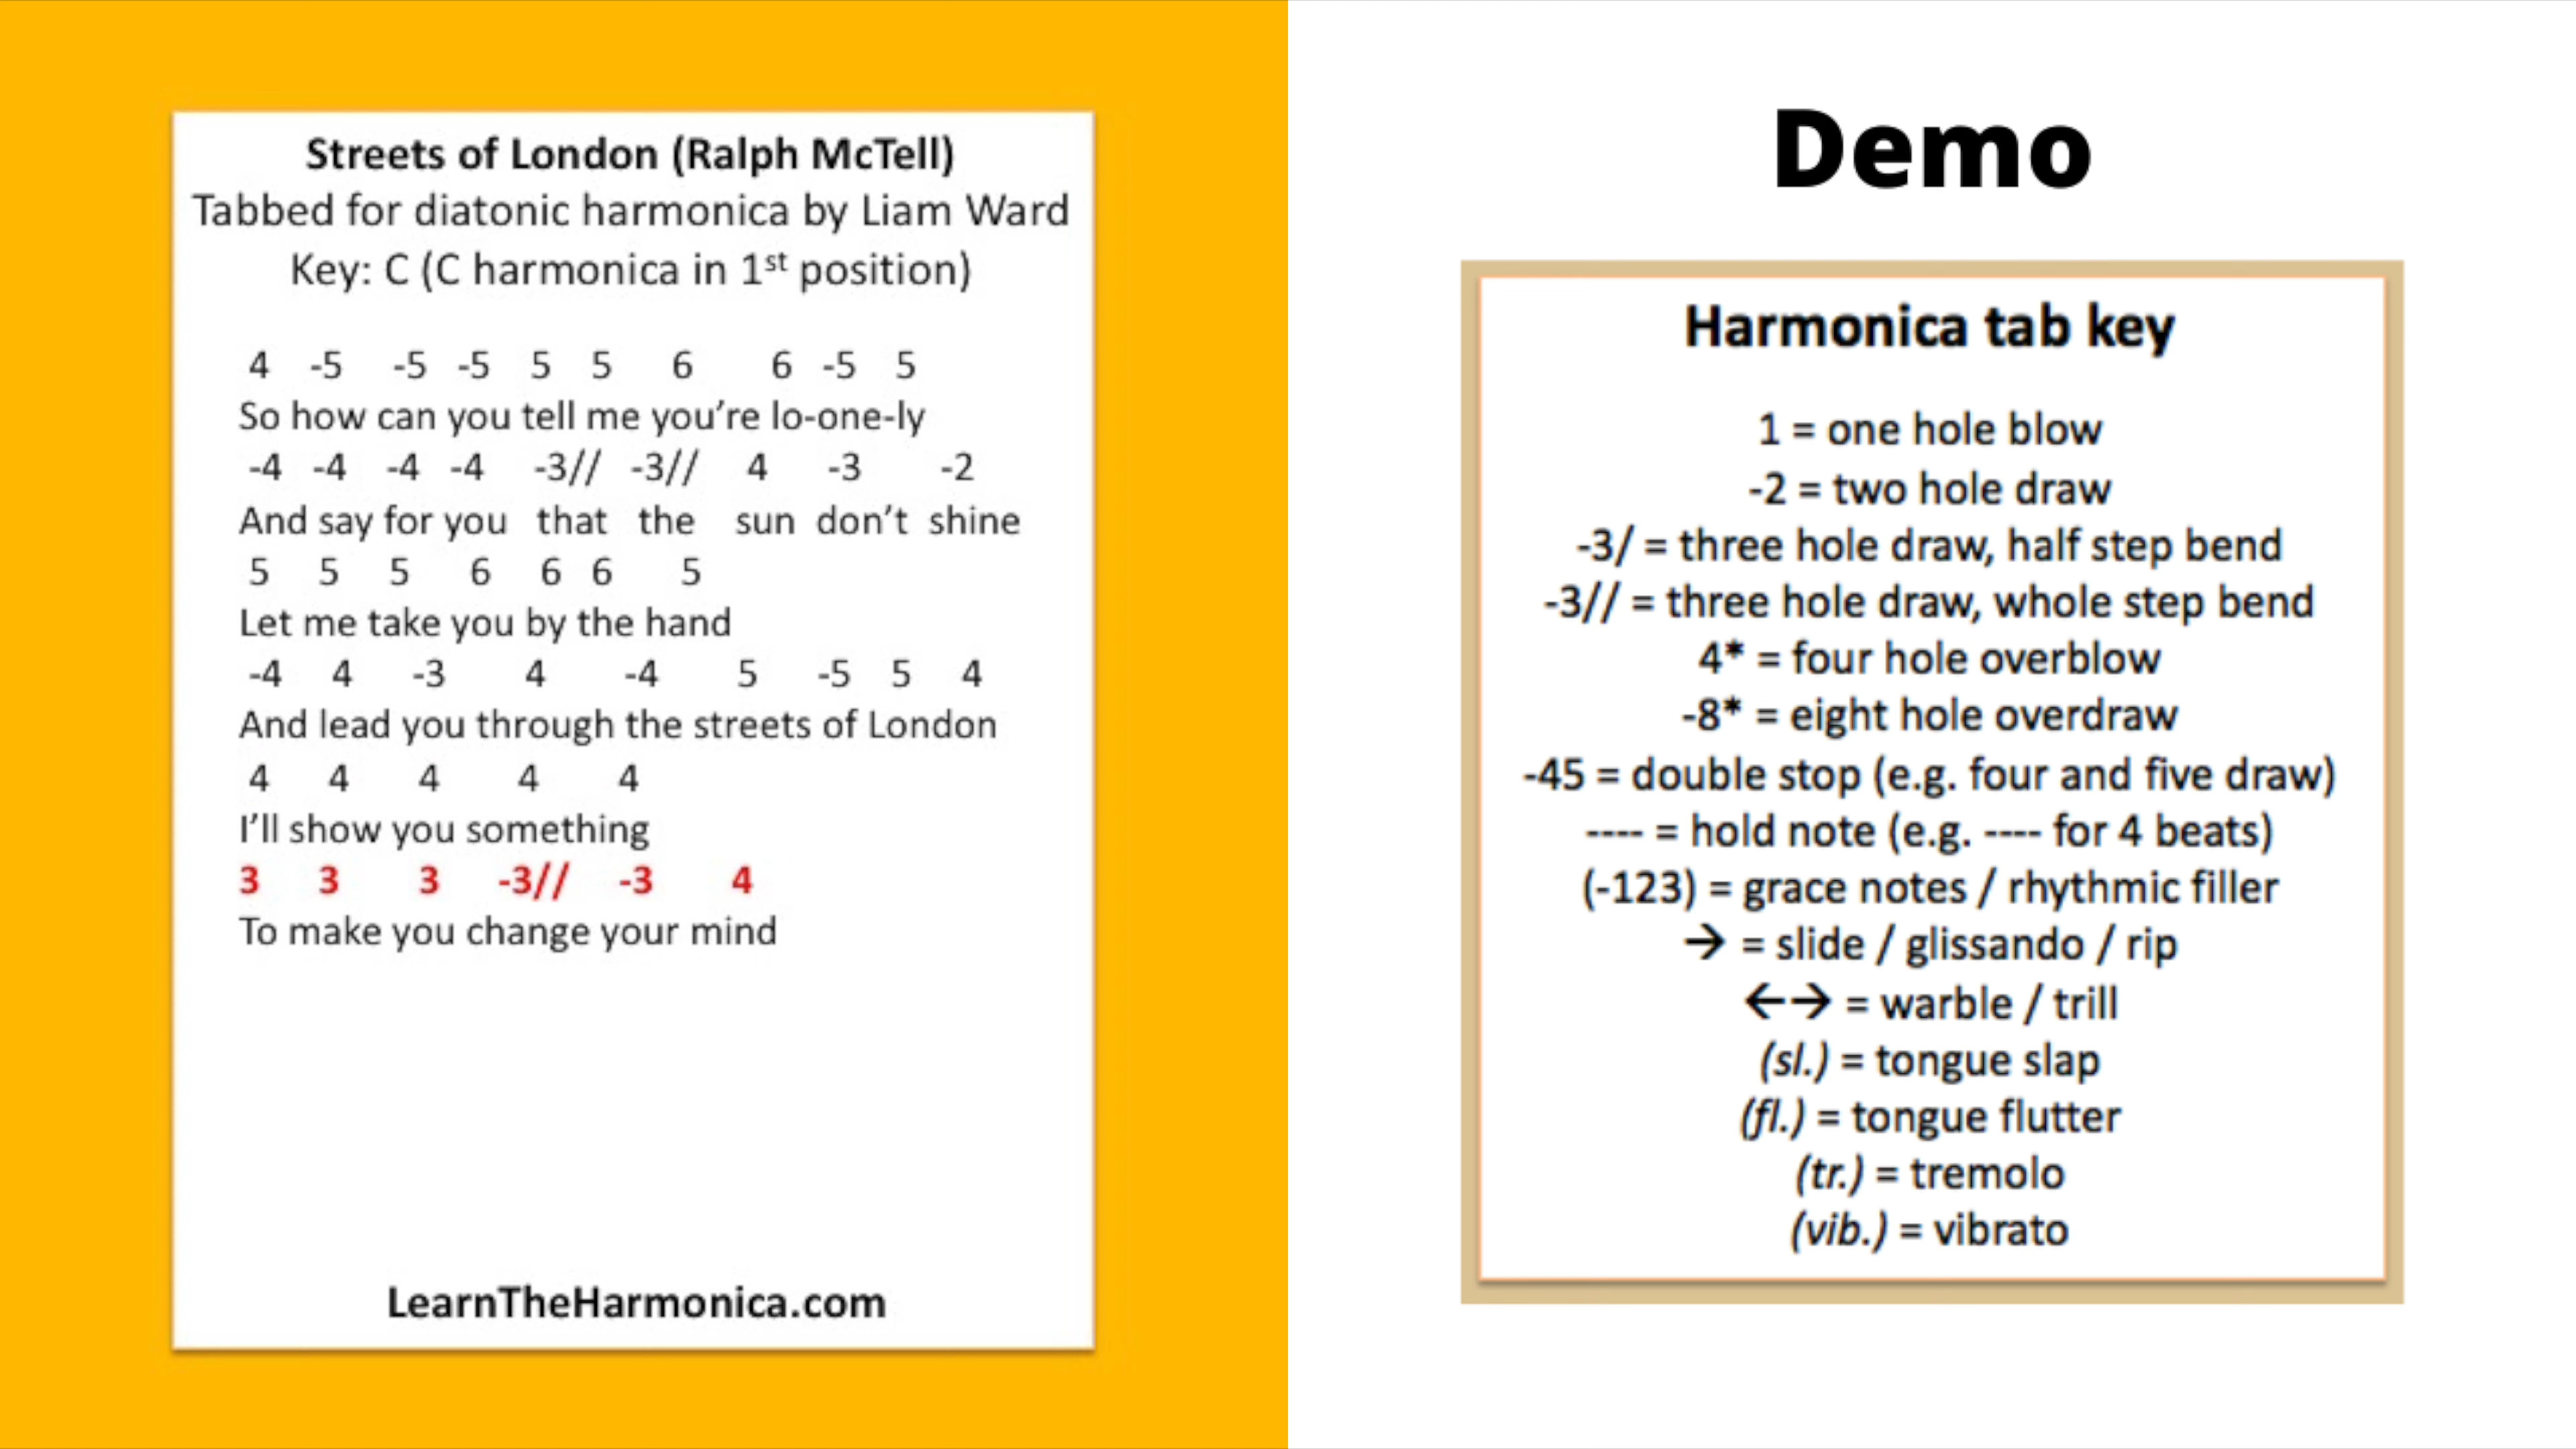 Streets of London (Ralph McTell)
Tabbed for diatonic harmonica by Liam Ward
Key: C (C harmonica in 1st position)
4 -5 -5 -5 5 5 6 6 -5 5
So how can you tell me you're lo-one-ly
-4 -4 -4 -4 -3// -3// 4 -3 -2
And say for you that the sun don't shine
5 5 5 6 6 6 5
Let me take you by the hand
-4 4 -3 4 -4 5 -5 5 4
And lead you through the streets of London
4 4 4 4 4
I'll show you something
3 3 3 -3// -3 4
To make you change your mind
LearnTheHarmonica.com
Demo
Harmonica tab key
1 = one hole blow
-2 = two hole draw
-3/ = three hole draw, half step bend
-3// = three hole draw, whole step bend
4* = four hole overblow
-8* = eight hole overdraw
-45 = double stop (e.g. four and five draw)
---- = hold note (e.g. ---- for 4 beats)
(-123) = grace notes / rhythmic filler
→ = slide / glissando / rip
←→ = warble / trill
(sl.) = tongue slap
(fl.) = tongue flutter
(tr.) = tremolo
(vib.) = vibrato